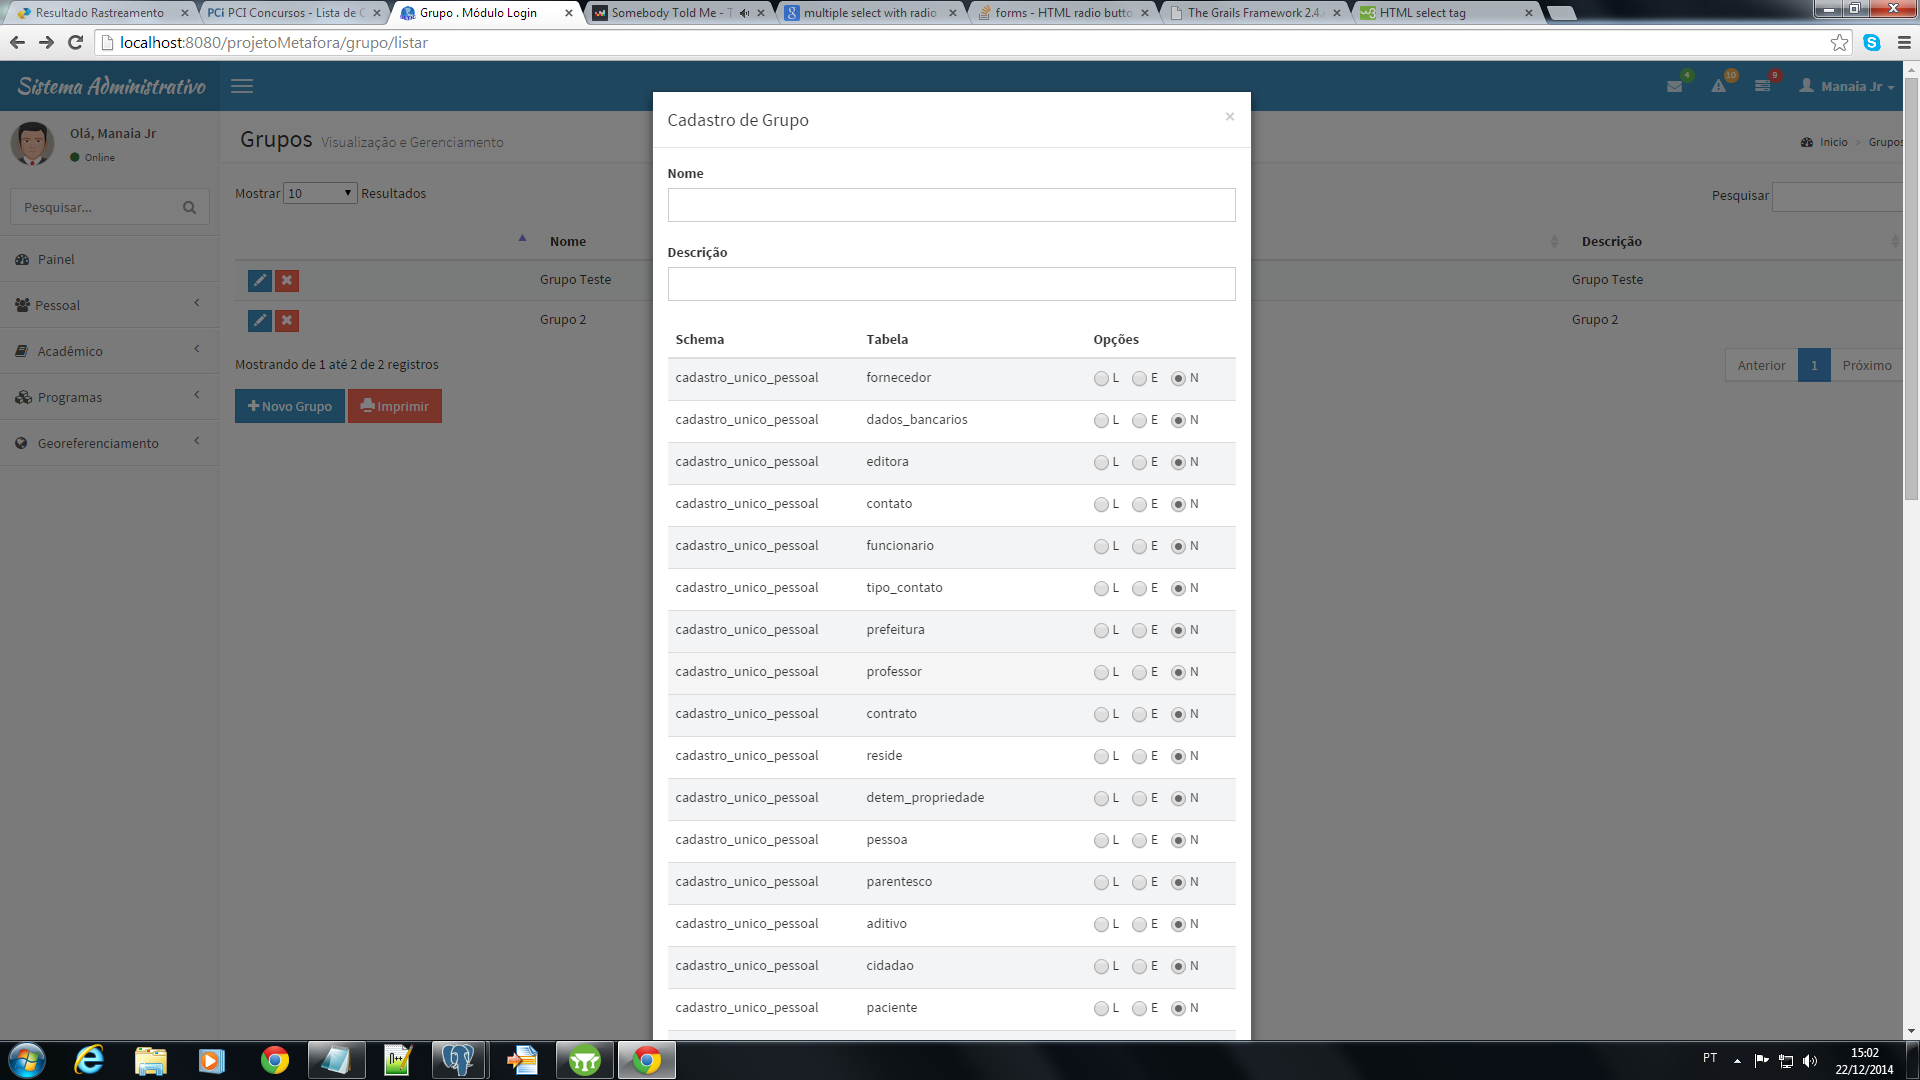 Resultado Rastreamento
PCi PCI Concursos - Lista de C
Grupo . Módulo Login
Somebody Told Me - T
multiple select with radio
forms - HTML radio butto
The Grails Framework 2.4.
HTML select tag
localhost:8080/projetoMetafora/grupo/listar
Sistema Administrativo
4
10
9
Manaia Jr
Olá, Manaia Jr
Online
Pesquisar...
Painel
Pessoal
Acadêmico
Programas
Georeferenciamento
Grupos Visualização e Gerenciamento
Inicio > Grupos
Mostrar 10 Resultados
Pesquisar
Nome
Descrição
Grupo Teste
Grupo Teste
Grupo 2
Grupo 2
Mostrando de 1 até 2 de 2 registros
Anterior 1 Próximo
Novo Grupo
Imprimir
Cadastro de Grupo ×
Nome
Descrição
Schema Tabela Opções
cadastro_unico_pessoal fornecedor L E N
cadastro_unico_pessoal dados_bancarios L E N
cadastro_unico_pessoal editora L E N
cadastro_unico_pessoal contato L E N
cadastro_unico_pessoal funcionario L E N
cadastro_unico_pessoal tipo_contato L E N
cadastro_unico_pessoal prefeitura L E N
cadastro_unico_pessoal professor L E N
cadastro_unico_pessoal contrato L E N
cadastro_unico_pessoal reside L E N
cadastro_unico_pessoal detem_propriedade L E N
cadastro_unico_pessoal pessoa L E N
cadastro_unico_pessoal parentesco L E N
cadastro_unico_pessoal aditivo L E N
cadastro_unico_pessoal cidadao L E N
cadastro_unico_pessoal paciente L E N
PT
15:02
22/12/2014